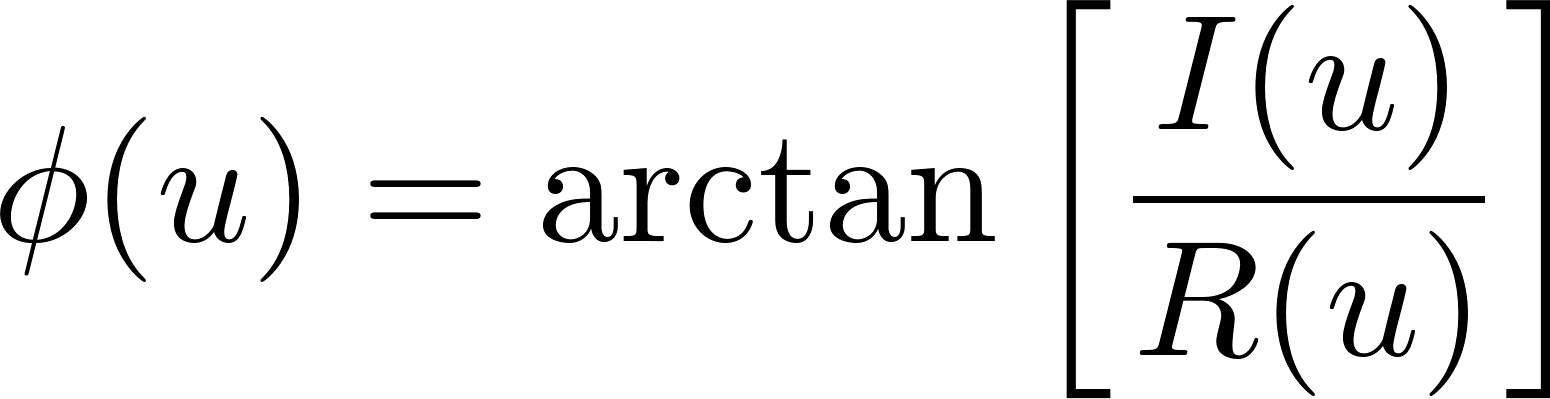 ϕ(u) = arctan [I(u)/R(u)]